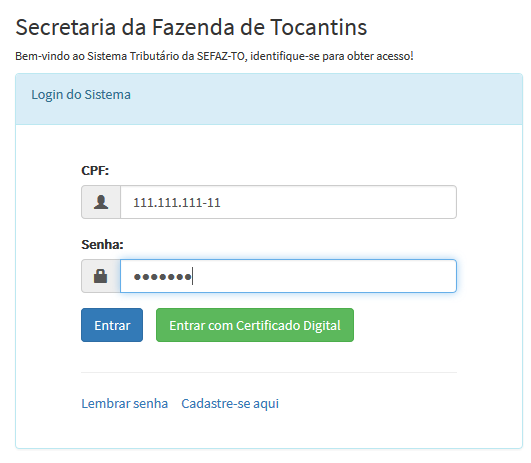 Secretaria da Fazenda de Tocantins
Bem-vindo ao Sistema Tributário da SEFAZ-TO, identifique-se para obter acesso!
Login do Sistema
CPF:
111.111.111-11
Senha:
●●●●●●●
Entrar Entrar com Certificado Digital
Lembrar senha Cadastre-se aqui